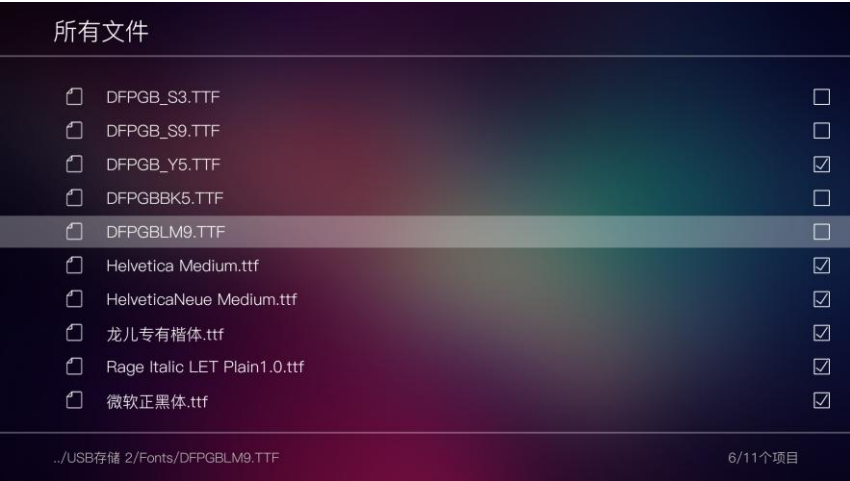 所有文件
DFPGB_S3.TTF
DFPGB_S9.TTF
DFPGB_Y5.TTF
DFPGBBK5.TTF
DFPGBLM9.TTF
Helvetica Medium.ttf
HelveticaNeue Medium.ttf
龙儿专有楷体.ttf
Rage Italic LET Plain1.0.ttf
微软正黑体.ttf
../USB存储 2/Fonts/DFPGBLM9.TTF 6/11个项目